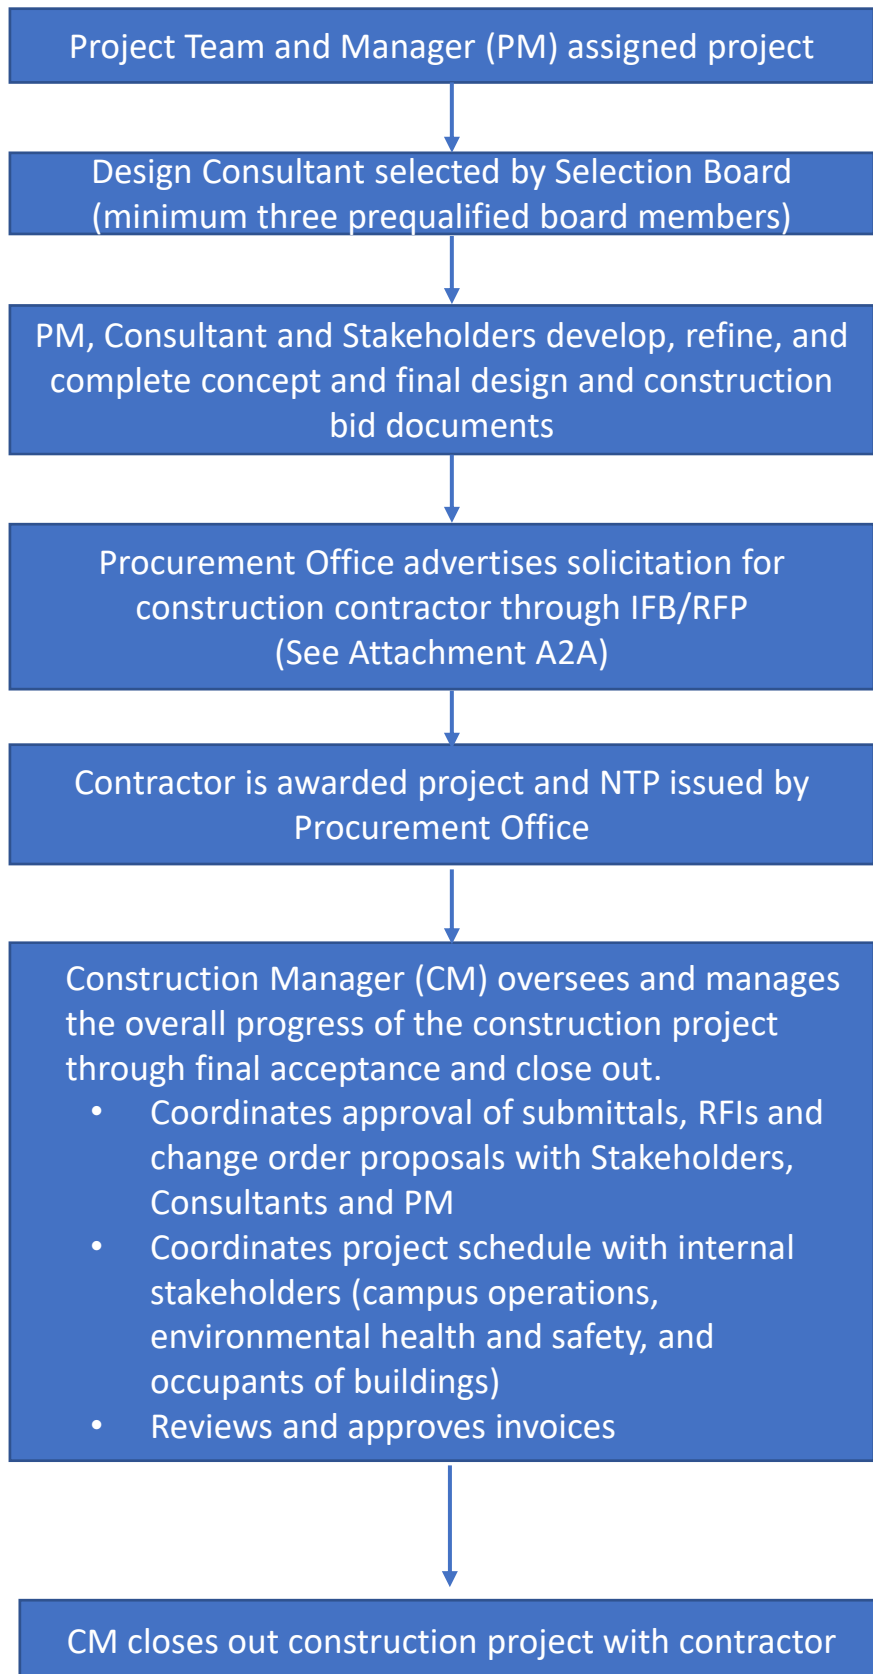 Project Team and Manager (PM) assigned project
Design Consultant selected by Selection Board
(minimum three prequalified board members)
PM, Consultant and Stakeholders develop, refine, and
complete concept and final design and construction
bid documents
Procurement Office advertises solicitation for
construction contractor through IFB/RFP
(See Attachment A2A)
Contractor is awarded project and NTP issued by
Procurement Office
Construction Manager (CM) oversees and manages
the overall progress of the construction project
through final acceptance and close out.
• Coordinates approval of submittals, RFIs and
change order proposals with Stakeholders,
Consultants and PM
• Coordinates project schedule with internal
stakeholders (campus operations,
environmental health and safety, and
occupants of buildings)
• Reviews and approves invoices
CM closes out construction project with contractor